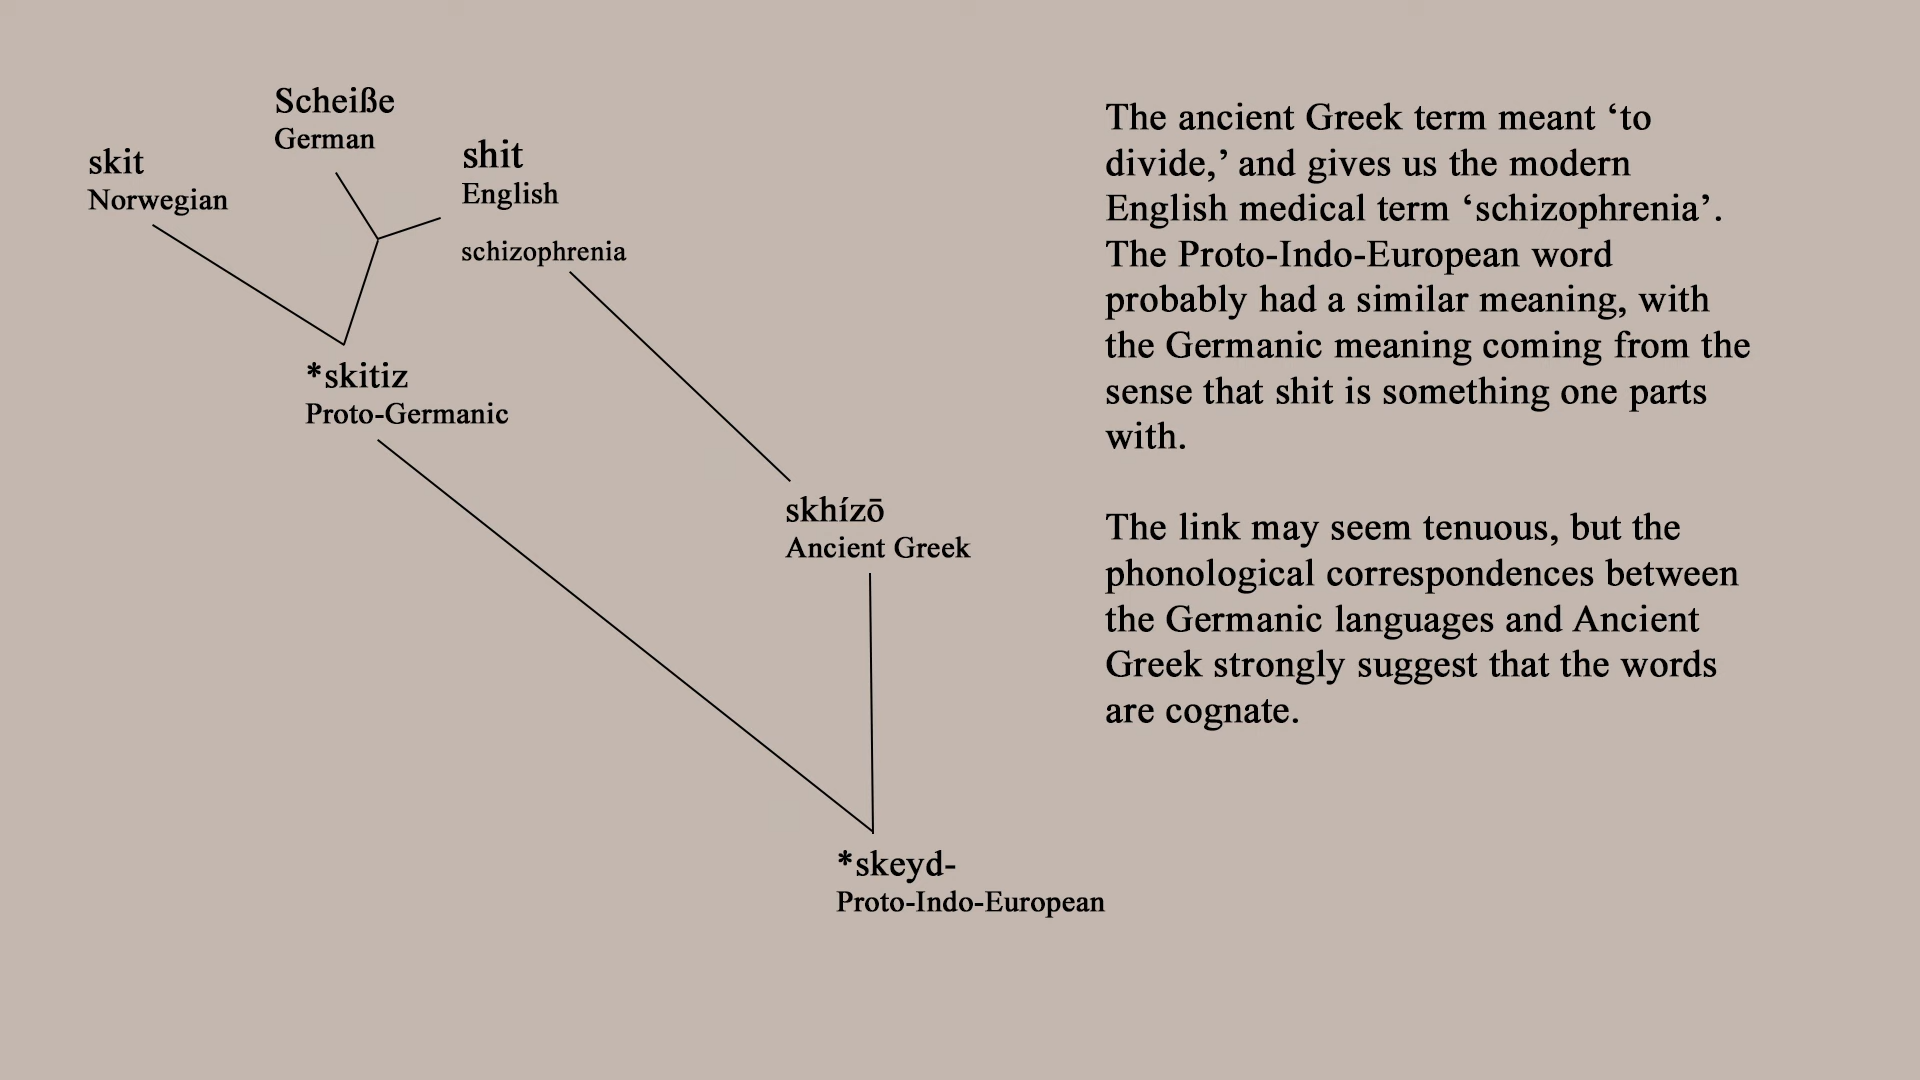 Scheiße
German
skit
Norwegian
shit
English
schizophrenia
*skitiz
Proto-Germanic
skhízō
Ancient Greek
*skeyd-
Proto-Indo-European
The ancient Greek term meant ‘to
divide,’ and gives us the modern
English medical term ‘schizophrenia’.
The Proto-Indo-European word
probably had a similar meaning, with
the Germanic meaning coming from the
sense that shit is something one parts
with.
The link may seem tenuous, but the
phonological correspondences between
the Germanic languages and Ancient
Greek strongly suggest that the words
are cognate.